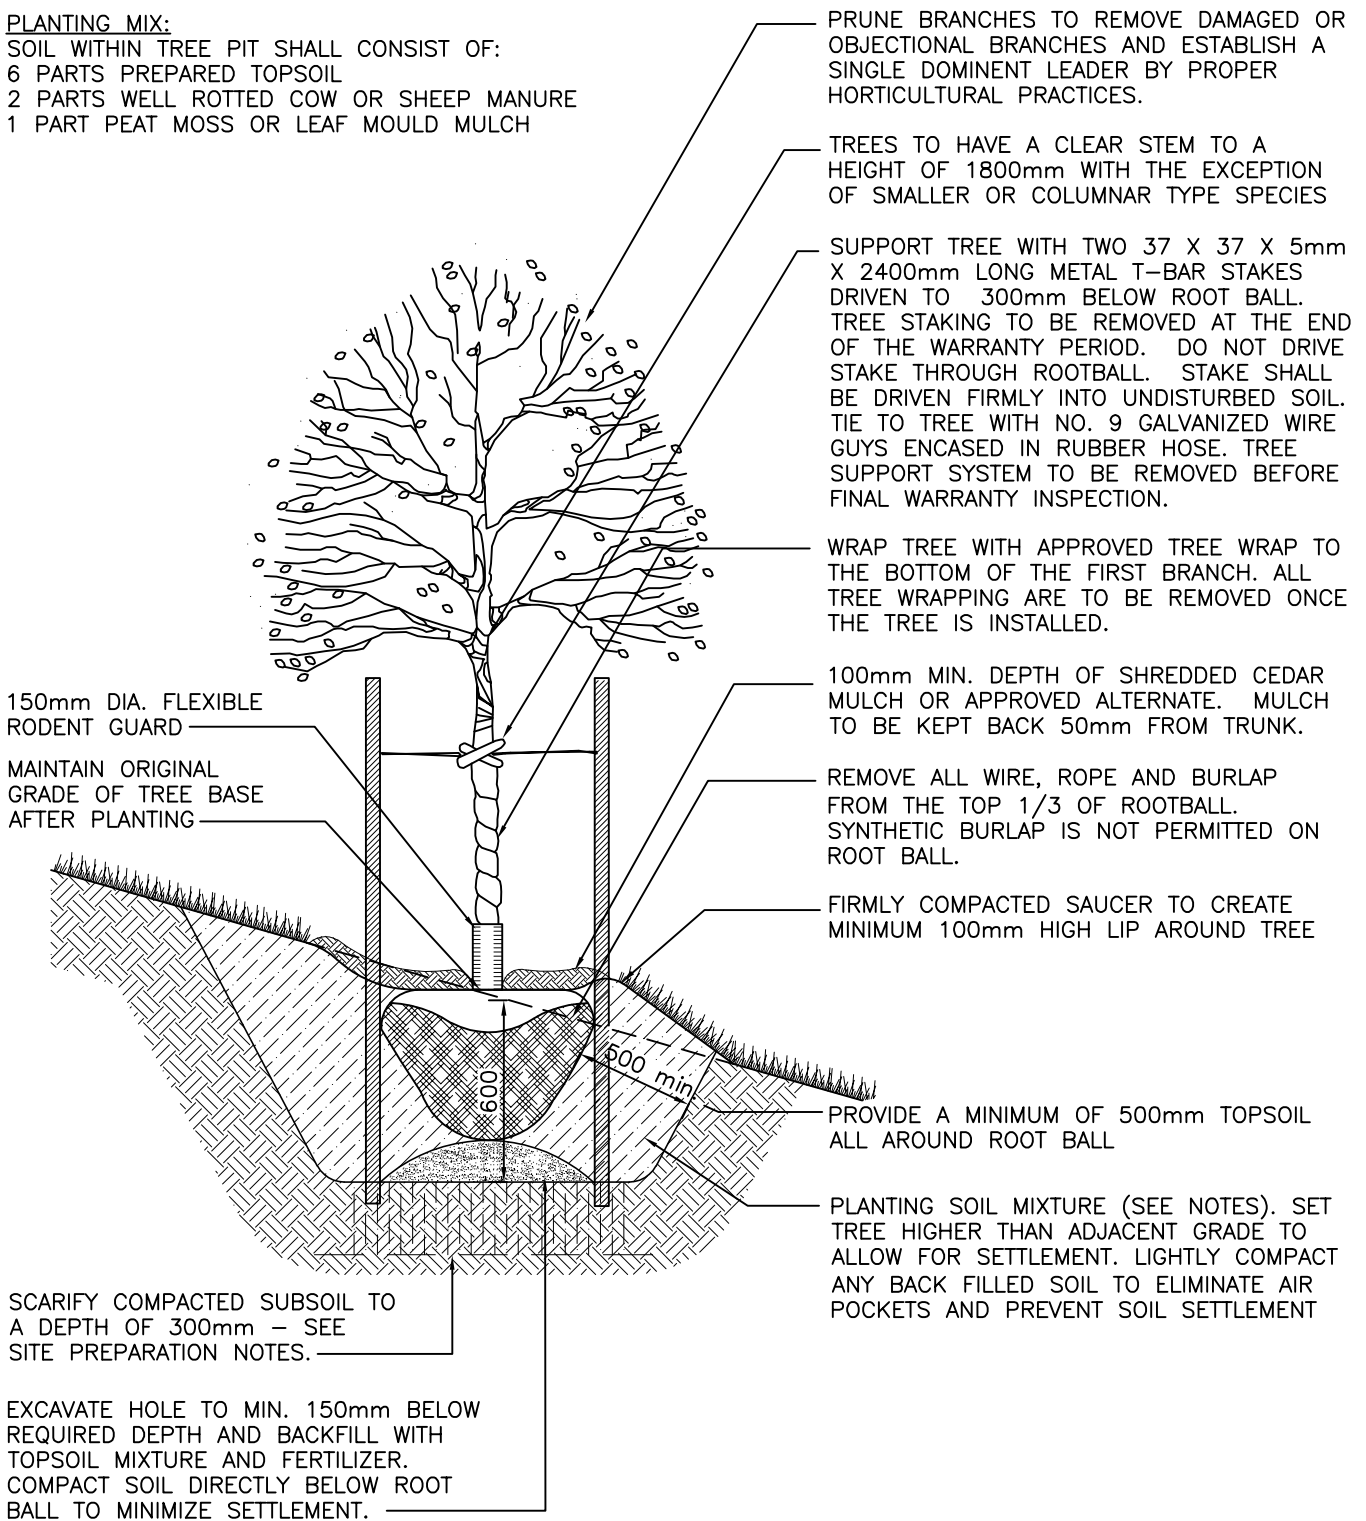 PLANTING MIX:
SOIL WITHIN TREE PIT SHALL CONSIST OF:
6 PARTS PREPARED TOPSOIL
2 PARTS WELL ROTTED COW OR SHEEP MANURE
1 PART PEAT MOSS OR LEAF MOULD MULCH
PRUNE BRANCHES TO REMOVE DAMAGED OR
OBJECTIONAL BRANCHES AND ESTABLISH A
SINGLE DOMINENT LEADER BY PROPER
HORTICULTURAL PRACTICES.
TREES TO HAVE A CLEAR STEM TO A
HEIGHT OF 1800mm WITH THE EXCEPTION
OF SMALLER OR COLUMNAR TYPE SPECIES
SUPPORT TREE WITH TWO 37 X 37 X 5mm
X 2400mm LONG METAL T-BAR STAKES
DRIVEN TO 300mm BELOW ROOT BALL.
TREE STAKING TO BE REMOVED AT THE END
OF THE WARRANTY PERIOD. DO NOT DRIVE
STAKE THROUGH ROOTBALL. STAKE SHALL
BE DRIVEN FIRMLY INTO UNDISTURBED SOIL.
TIE TO TREE WITH NO. 9 GALVANIZED WIRE
GUYS ENCASED IN RUBBER HOSE. TREE
SUPPORT SYSTEM TO BE REMOVED BEFORE
FINAL WARRANTY INSPECTION.
WRAP TREE WITH APPROVED TREE WRAP TO
THE BOTTOM OF THE FIRST BRANCH. ALL
TREE WRAPPING ARE TO BE REMOVED ONCE
THE TREE IS INSTALLED.
100mm MIN. DEPTH OF SHREDDED CEDAR
MULCH OR APPROVED ALTERNATE. MULCH
TO BE KEPT BACK 50mm FROM TRUNK.
REMOVE ALL WIRE, ROPE AND BURLAP
FROM THE TOP 1/3 OF ROOTBALL.
SYNTHETIC BURLAP IS NOT PERMITTED ON
ROOT BALL.
FIRMLY COMPACTED SAUCER TO CREATE
MINIMUM 100mm HIGH LIP AROUND TREE
PROVIDE A MINIMUM OF 500mm TOPSOIL
ALL AROUND ROOT BALL
PLANTING SOIL MIXTURE (SEE NOTES). SET
TREE HIGHER THAN ADJACENT GRADE TO
ALLOW FOR SETTLEMENT. LIGHTLY COMPACT
ANY BACK FILLED SOIL TO ELIMINATE AIR
POCKETS AND PREVENT SOIL SETTLEMENT
150mm DIA. FLEXIBLE
RODENT GUARD
MAINTAIN ORIGINAL
GRADE OF TREE BASE
AFTER PLANTING
600
500 min
SCARIFY COMPACTED SUBSOIL TO
A DEPTH OF 300mm – SEE
SITE PREPARATION NOTES.
EXCAVATE HOLE TO MIN. 150mm BELOW
REQUIRED DEPTH AND BACKFILL WITH
TOPSOIL MIXTURE AND FERTILIZER.
COMPACT SOIL DIRECTLY BELOW ROOT
BALL TO MINIMIZE SETTLEMENT.